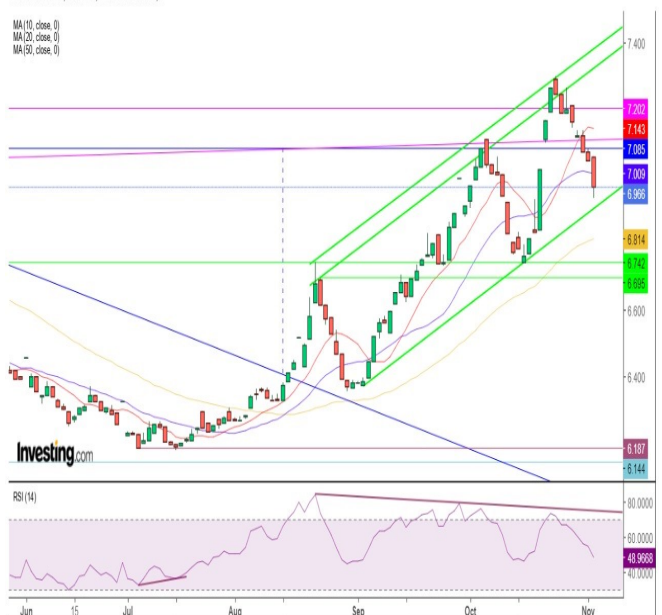 MA (10, close, 0)
MA (20, close, 0)
MA (50, close, 0)
7.400
7.202
7.143
7.085
7.009
6.966
6.814
6.742
6.695
6.600
6.400
6.187
6.144
Investing.com
RSI (14)
80.0000
60.0000
48.9668
40.0000
Jun 15 Jul Aug Sep Oct Nov